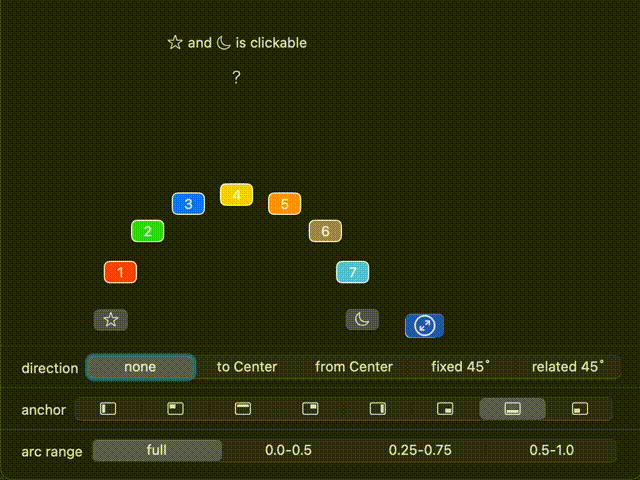 ☆ and ☾ is clickable
?
4
3 5
2 6
1 7
direction none to Center from Center fixed 45° related 45°
anchor
arc range full 0.0-0.5 0.25-0.75 0.5-1.0